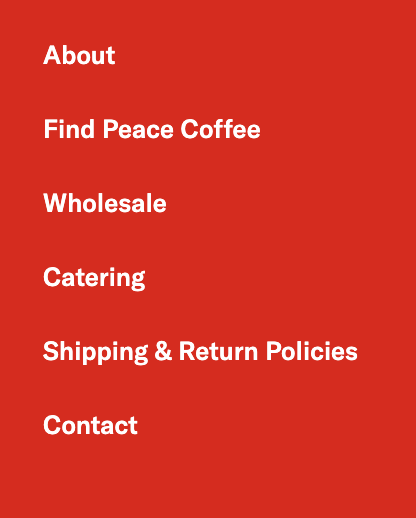 About
Find Peace Coffee
Wholesale
Catering
Shipping & Return Policies
Contact